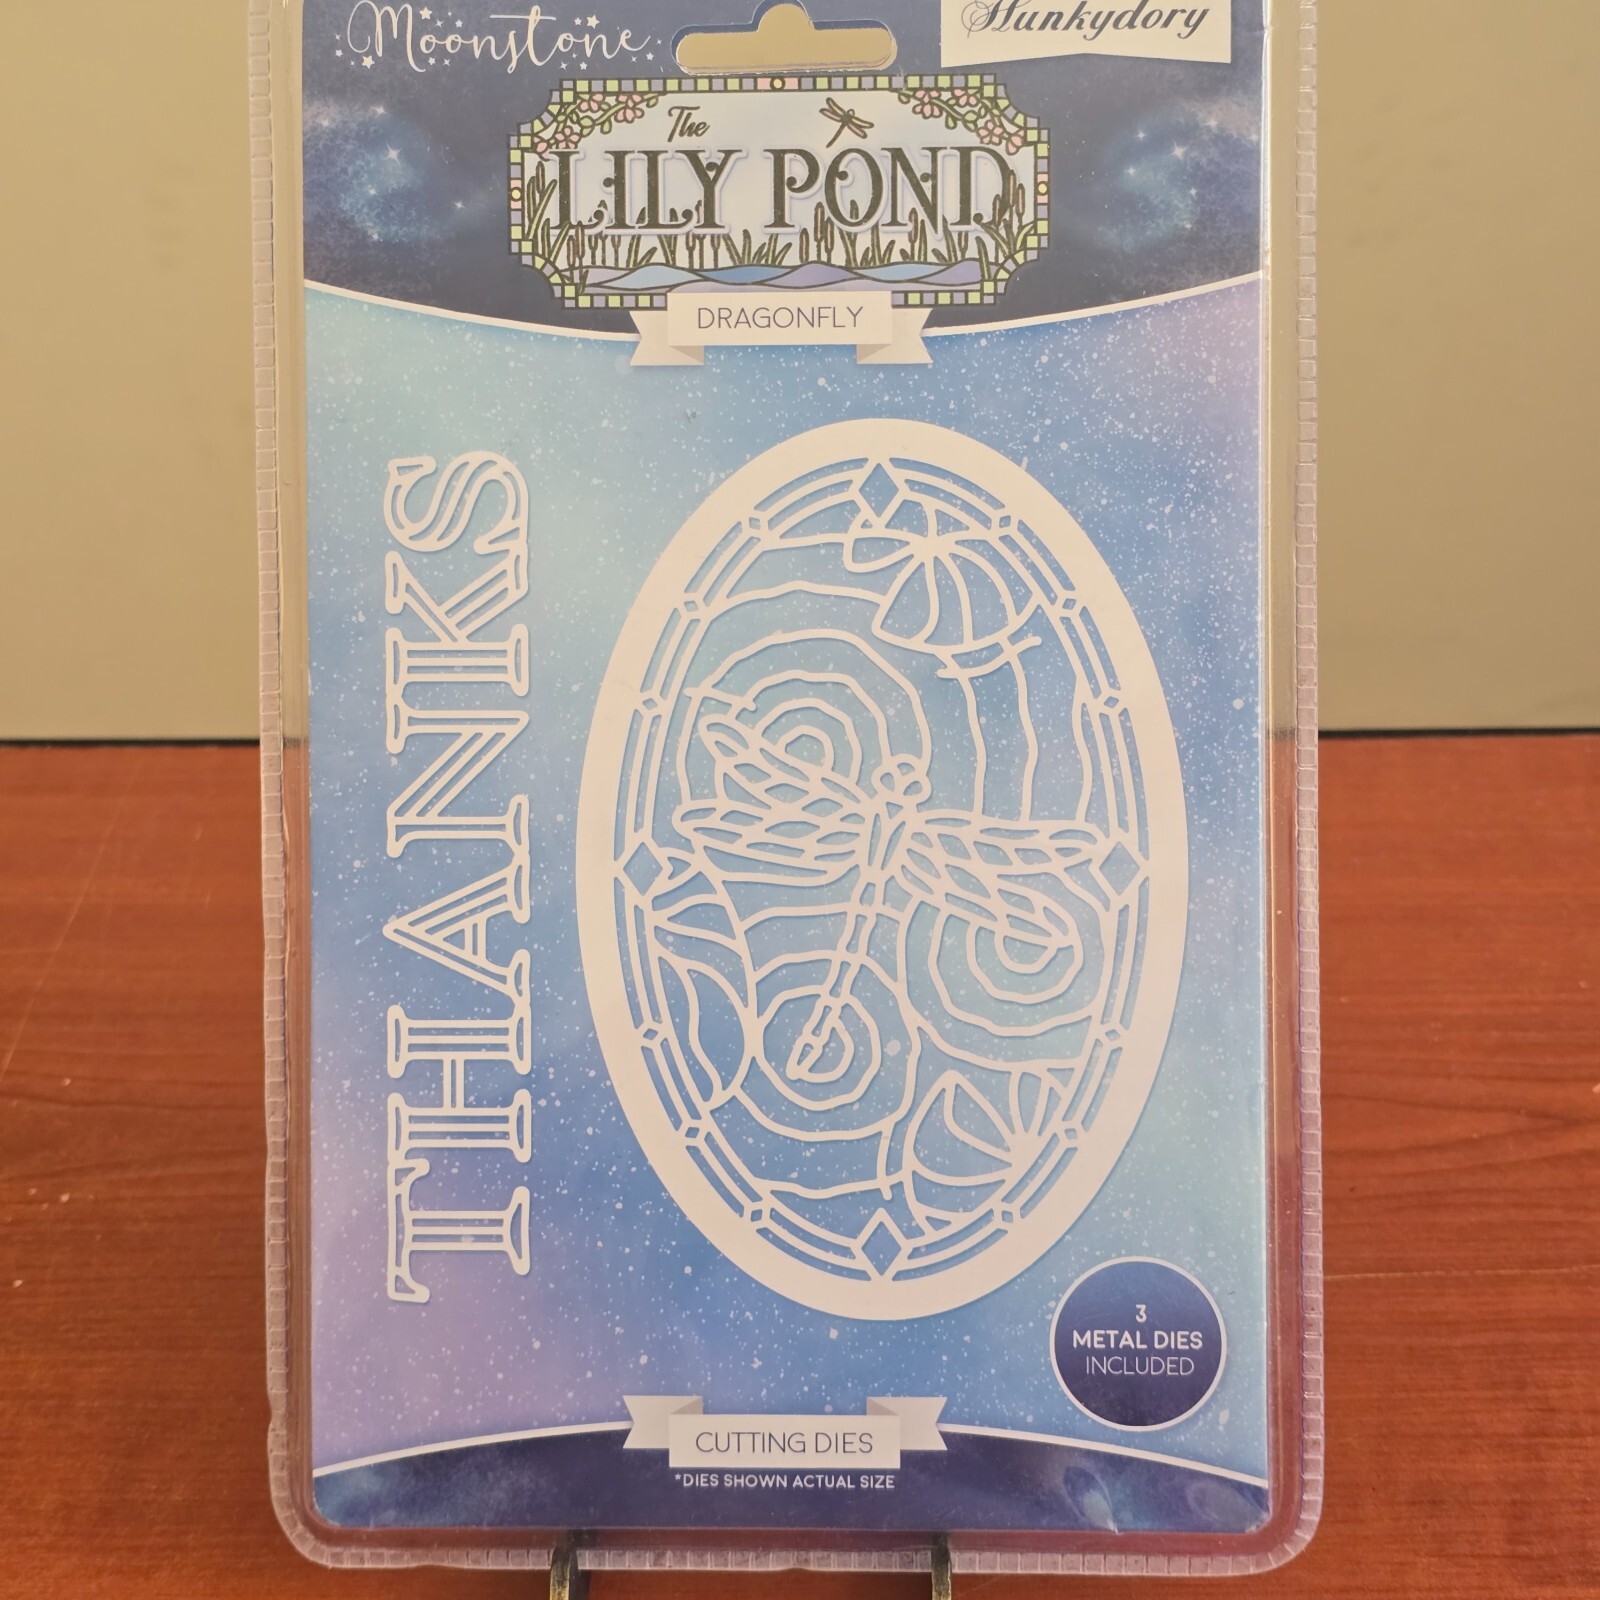 Moonstone
Hunkydory
The
LILY POND
DRAGONFLY
THANKS
3
METAL DIES
INCLUDED
CUTTING DIES
*DIES SHOWN ACTUAL SIZE